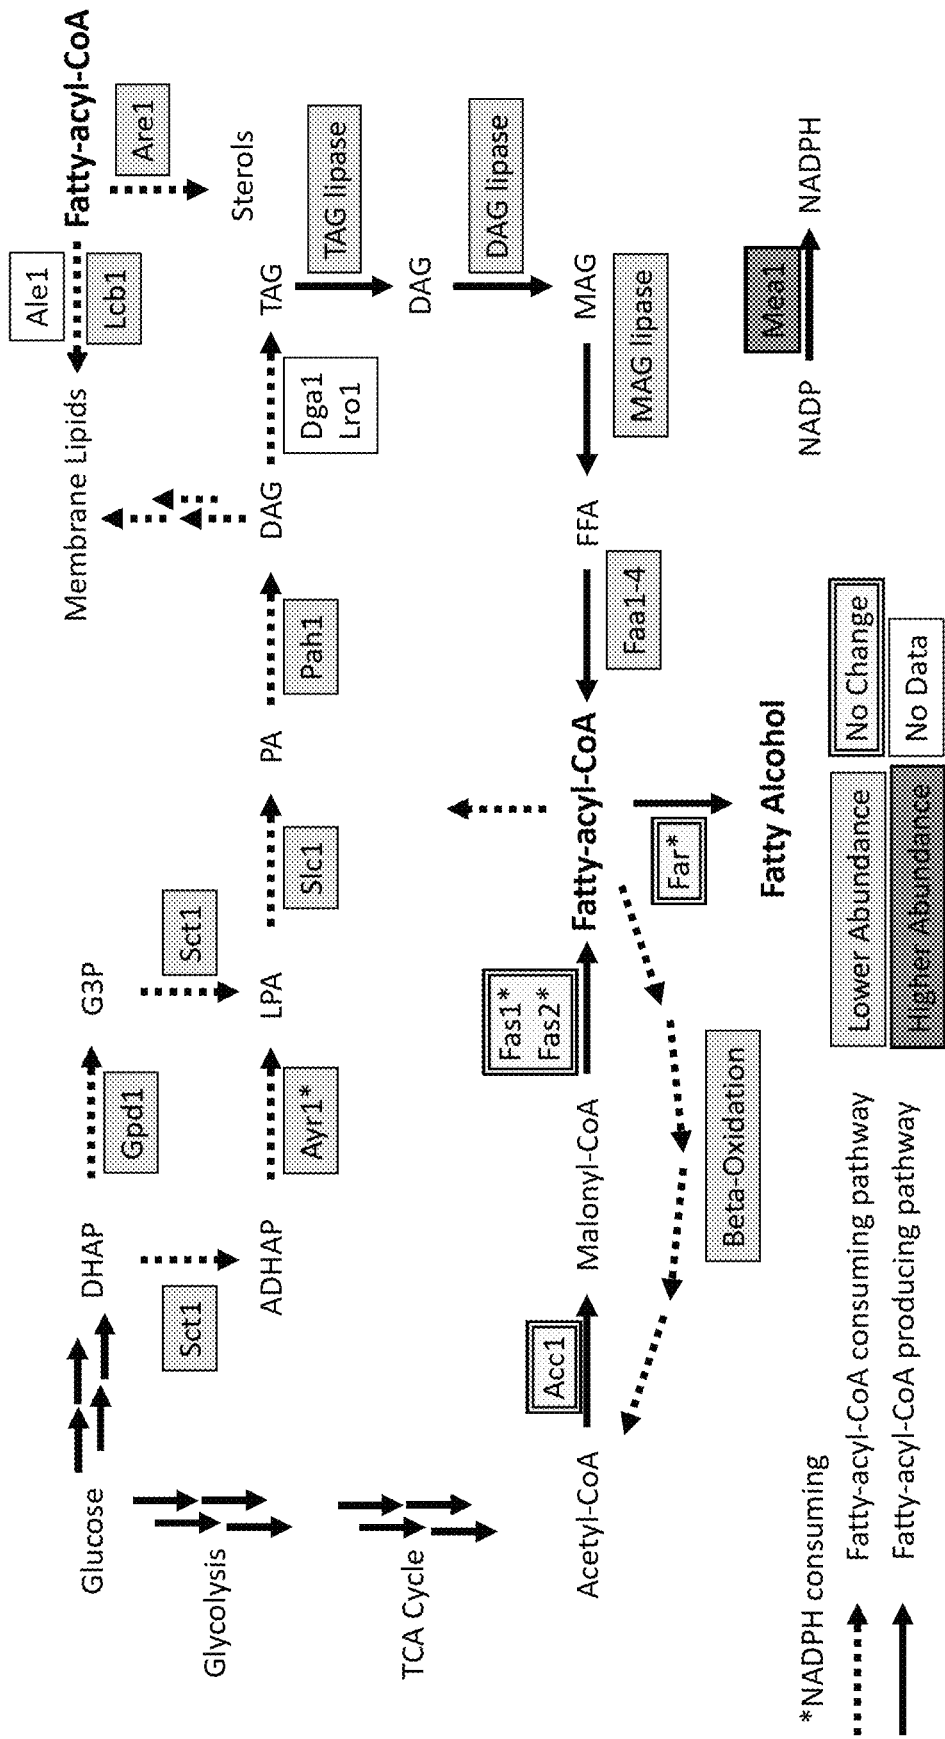 Glucose
DHAP
Gpd1
G3P
Membrane Lipids
Ale1
Lcb1
Fatty-acyl-CoA
Are1
Sterols
Glycolysis
Sct1
Sct1
ADHAP
Ayr1*
LPA
Slc1
PA
Pah1
DAG
Dga1
Lro1
TAG
TAG lipase
DAG
DAG lipase
TCA Cycle
Acetyl-CoA
Acc1
Malonyl-CoA
Fas1*
Fas2*
Fatty-acyl-CoA
Faa1-4
FFA
MAG lipase
MAG
Beta-Oxidation
Far*
Fatty Alcohol
NADP
Mea1
NADPH
*NADPH consuming
Fatty-acyl-CoA consuming pathway
Fatty-acyl-CoA producing pathway
Lower Abundance
No Change
Higher Abundance
No Data